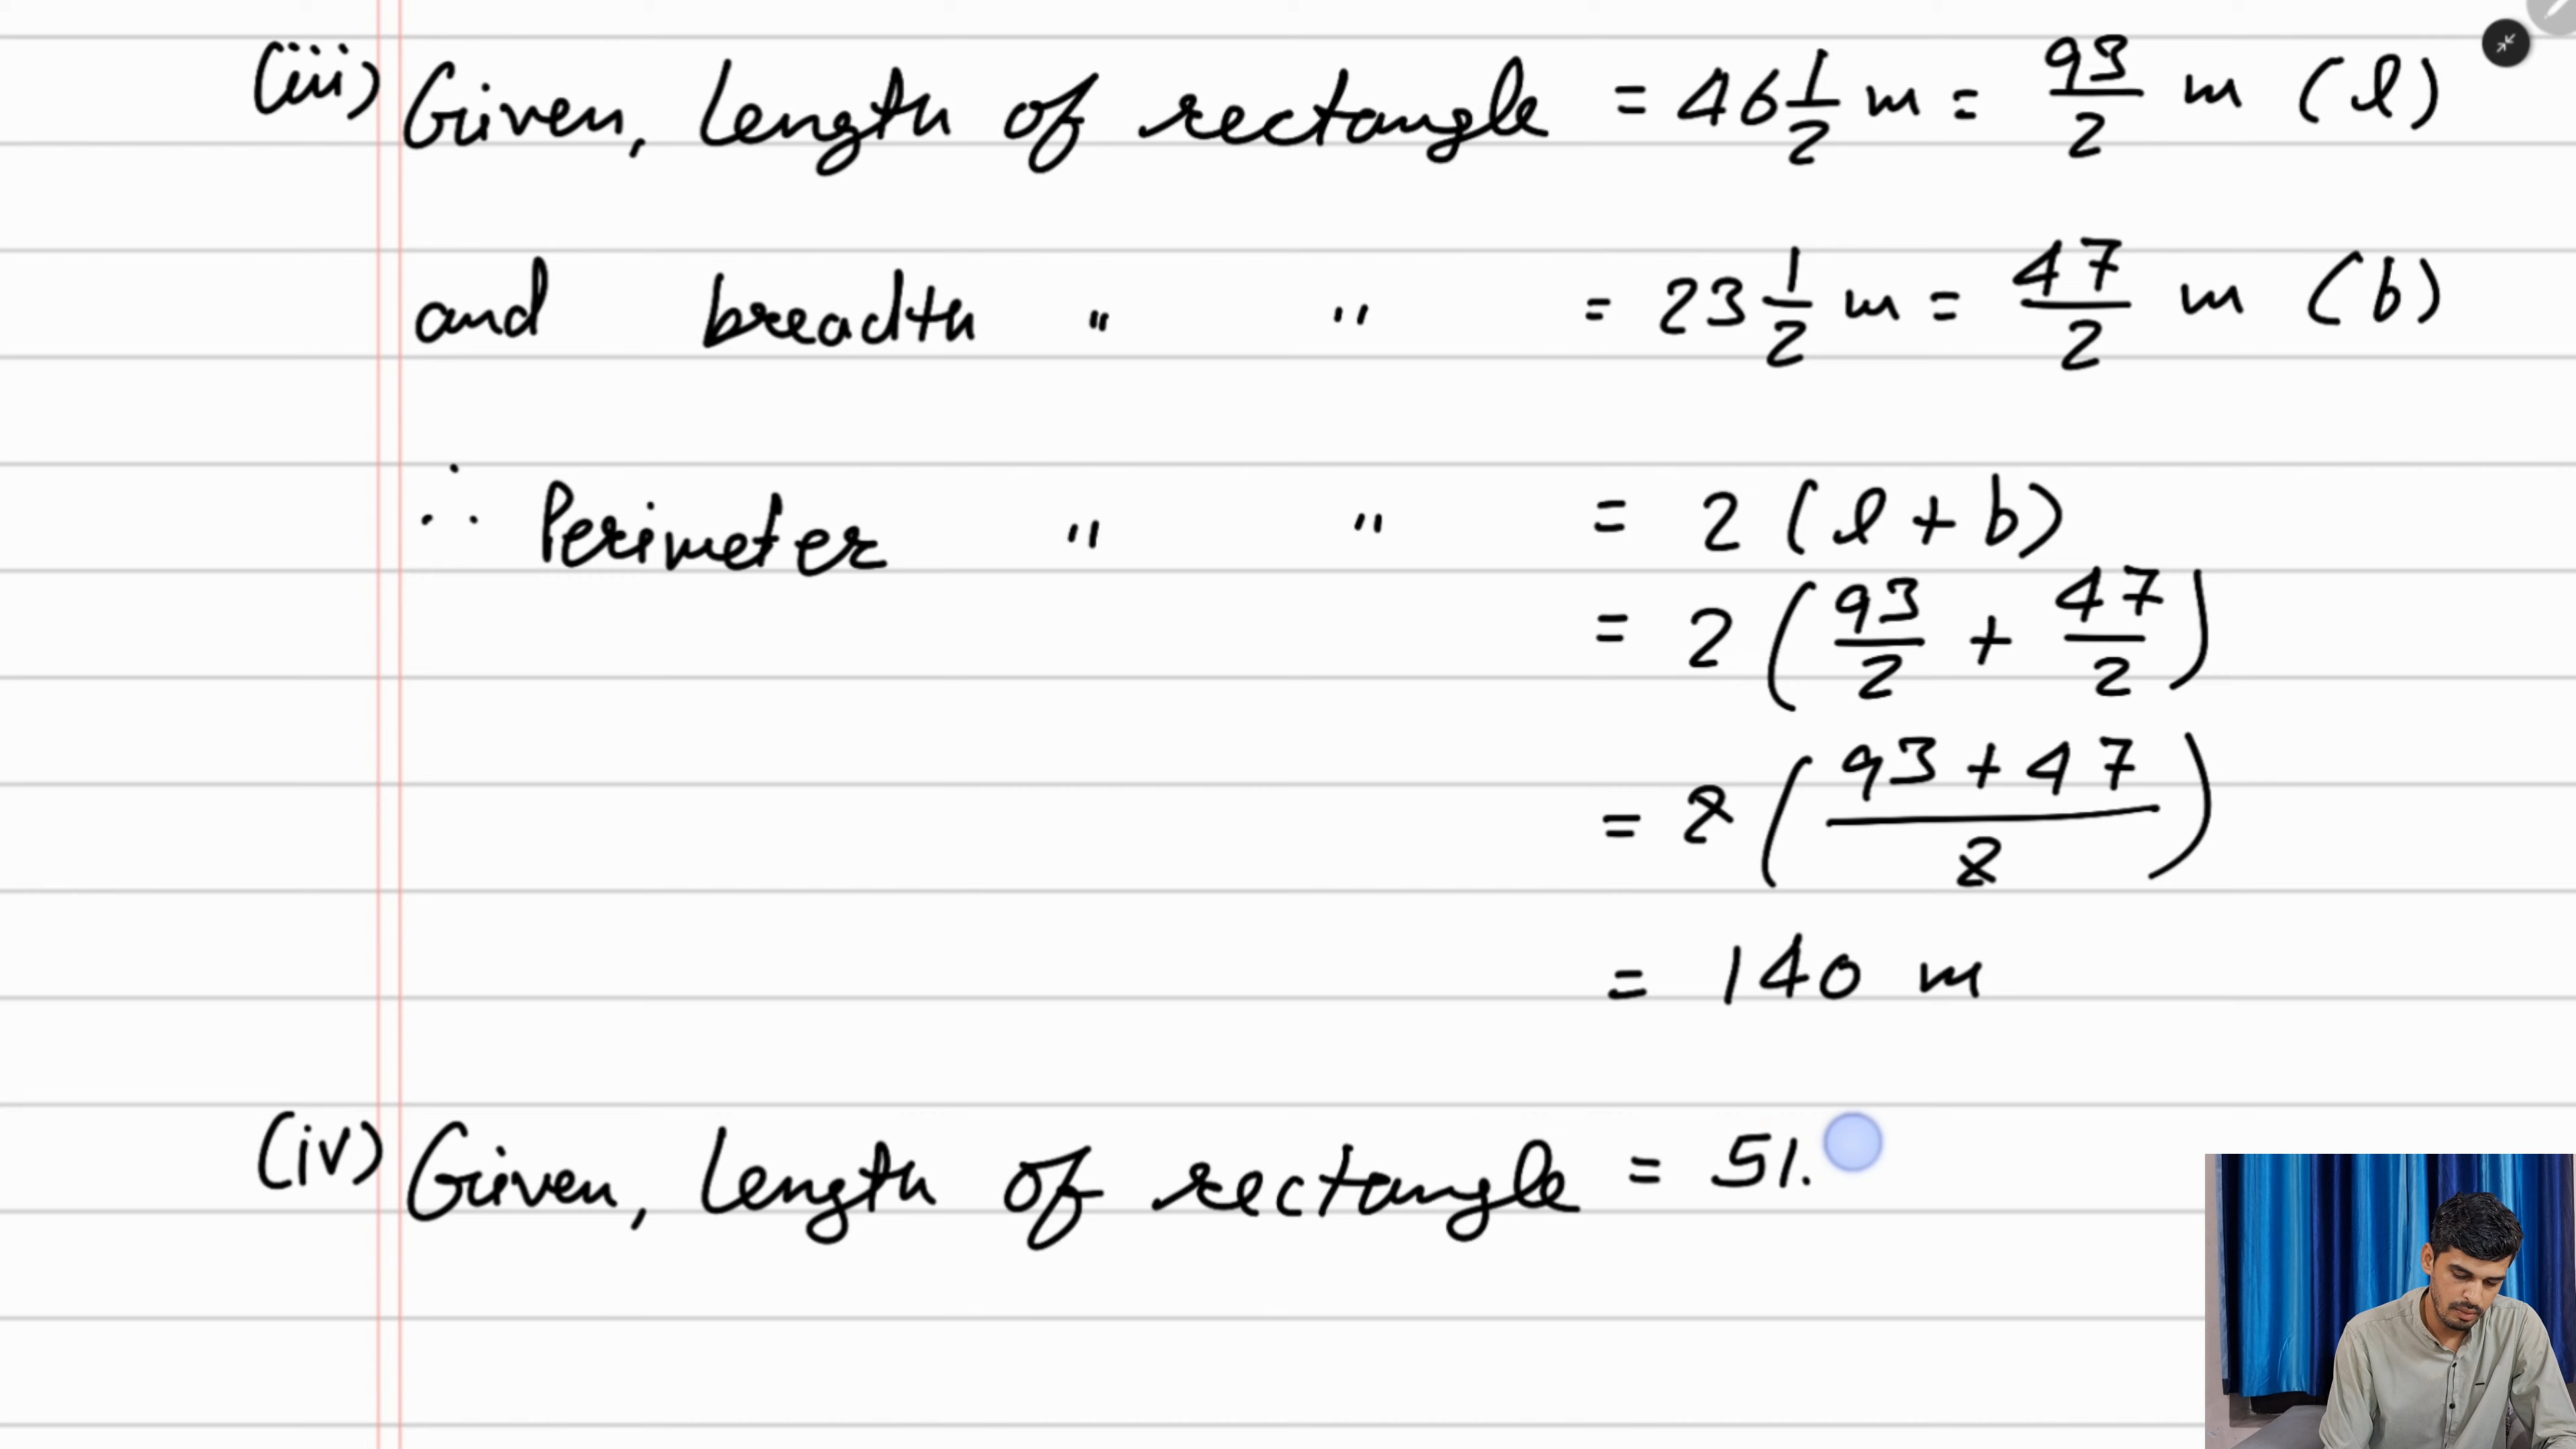 (iii) Given, length of rectangle = 46 1/2 m = 93/2 m (l)
and breadth " " = 23 1/2 m = 47/2 m (b)
∴ Perimeter " " = 2 (l + b)
= 2 (93/2 + 47/2)
= 2 (93 + 47 / 2)
= 140 m
(iv) Given, length of rectangle = 51.